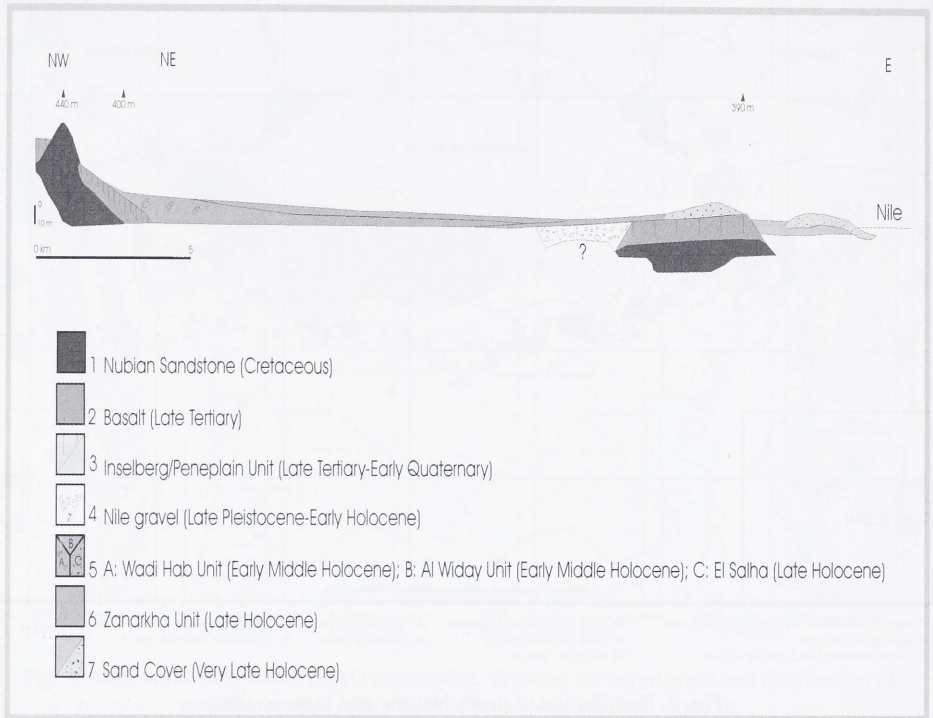 NW NE E
440 m 400 m 390 m
Nile
0
10 m
0 km 5
?
1 Nubian Sandstone (Cretaceous)
2 Basalt (Late Tertiary)
3 Inselberg/Peneplain Unit (Late Tertiary-Early Quaternary)
4 Nile gravel (Late Pleistocene-Early Holocene)
B
A C
5 A: Wadi Hab Unit (Early Middle Holocene); B: Al Widay Unit (Early Middle Holocene); C: El Salha (Late Holocene)
6 Zanarkha Unit (Late Holocene)
7 Sand Cover (Very Late Holocene)